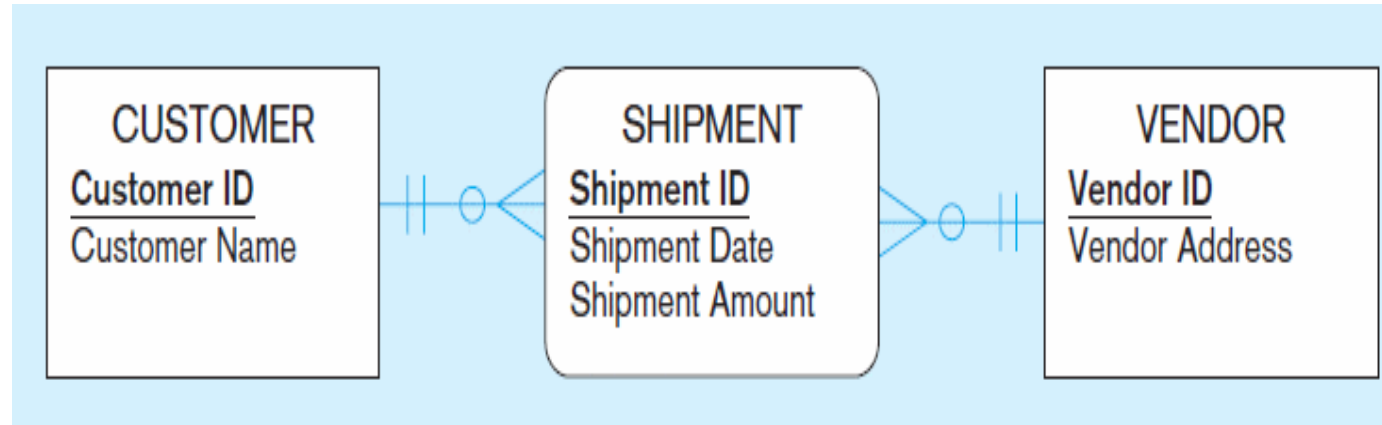 CUSTOMER
Customer ID
Customer Name
SHIPMENT
Shipment ID
Shipment Date
Shipment Amount
VENDOR
Vendor ID
Vendor Address